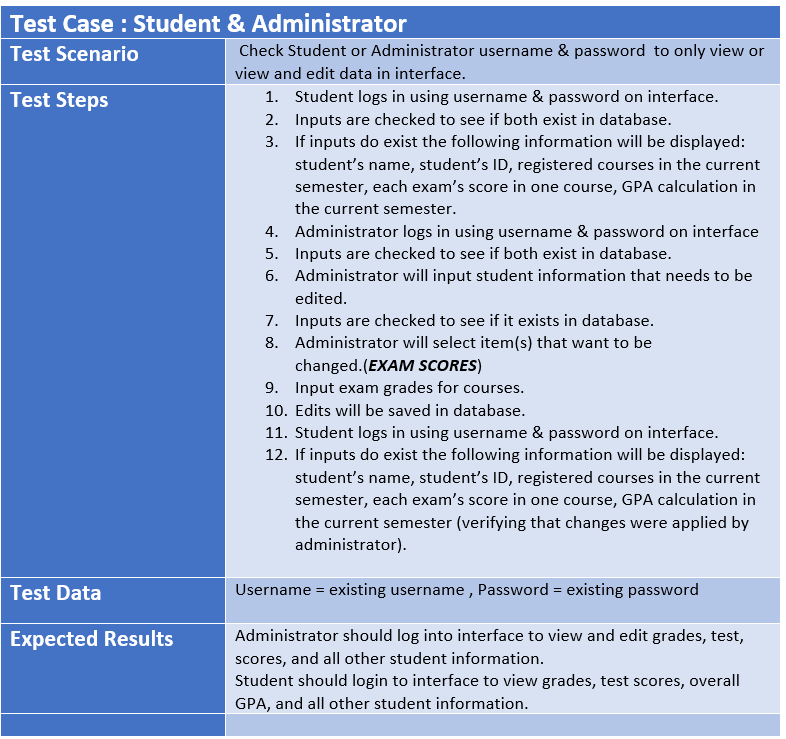 Test Case : Student & Administrator
Test Scenario
Check Student or Administrator username & password to only view or
view and edit data in interface.
Test Steps
1. Student logs in using username & password on interface.
2. Inputs are checked to see if both exist in database.
3. If inputs do exist the following information will be displayed:
student's name, student's ID, registered courses in the current
semester, each exam's score in one course, GPA calculation in
the current semester.
4. Administrator logs in using username & password on interface
5. Inputs are checked to see if both exist in database.
6. Administrator will input student information that needs to be
edited.
7. Inputs are checked to see if it exists in database.
8. Administrator will select item(s) that want to be
changed.(EXAM SCORES)
9. Input exam grades for courses.
10. Edits will be saved in database.
11. Student logs in using username & password on interface.
12. If inputs do exist the following information will be displayed:
student's name, student's ID, registered courses in the current
semester, each exam's score in one course, GPA calculation in
the current semester (verifying that changes were applied by
administrator).
Test Data
Username = existing username , Password = existing password
Expected Results
Administrator should log into interface to view and edit grades, test,
scores, and all other student information.
Student should login to interface to view grades, test scores, overall
GPA, and all other student information.